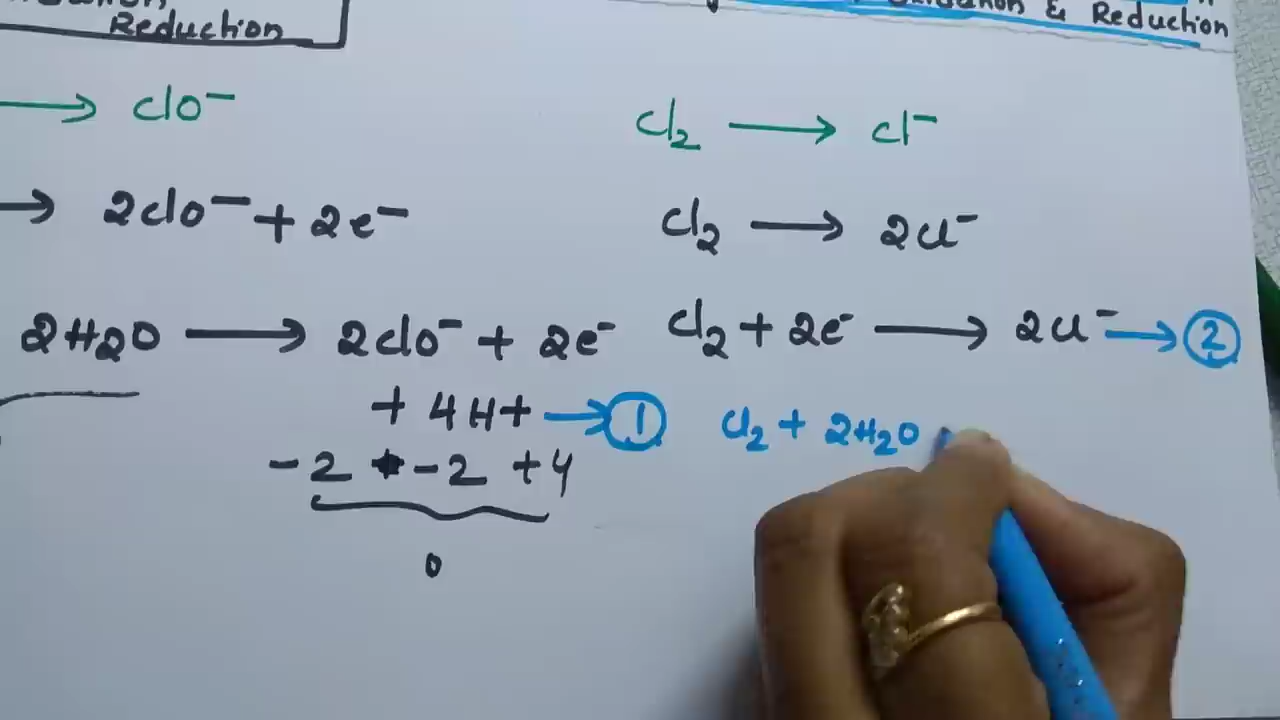 Reduction
& Reduction
→ clO⁻
Cl₂ → cl⁻
→ 2clO⁻ + 2e⁻
Cl₂ → 2cl⁻
2H2O → 2clO⁻ + 2e⁻
+ 4H+ → ①
-2 -2 +4
0
Cl₂ + 2e⁻ → 2cl⁻ → ②
Cl₂ + 2H₂O